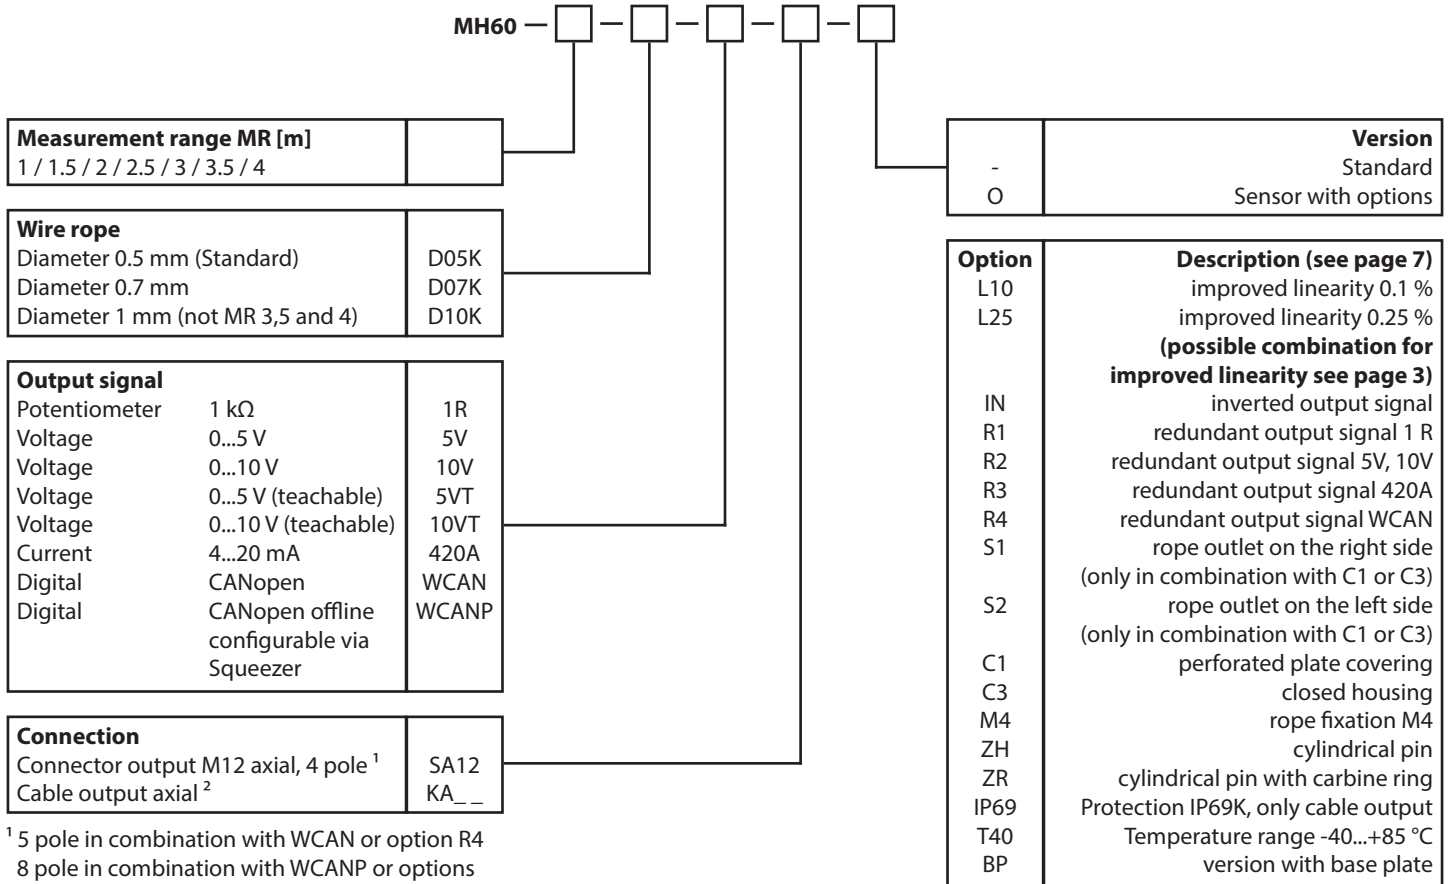 MH60 — — — — —
Measurement range MR [m]
1 / 1.5 / 2 / 2.5 / 3 / 3.5 / 4
Wire rope
Diameter 0.5 mm (Standard) D05K
Diameter 0.7 mm D07K
Diameter 1 mm (not MR 3,5 and 4) D10K
Output signal
Potentiometer 1 kΩ 1R
Voltage 0...5 V 5V
Voltage 0...10 V 10V
Voltage 0...5 V (teachable) 5VT
Voltage 0...10 V (teachable) 10VT
Current 4...20 mA 420A
Digital CANopen WCAN
Digital CANopen offline WCANP
configurable via
Squeezer
Connection
Connector output M12 axial, 4 pole ¹ SA12
Cable output axial ² KA_ _
¹ 5 pole in combination with WCAN or option R4
8 pole in combination with WCANP or options
Version
- Standard
O Sensor with options
Option Description (see page 7)
L10 improved linearity 0.1 %
L25 improved linearity 0.25 %
(possible combination for
improved linearity see page 3)
IN inverted output signal
R1 redundant output signal 1 R
R2 redundant output signal 5V, 10V
R3 redundant output signal 420A
R4 redundant output signal WCAN
S1 rope outlet on the right side
(only in combination with C1 or C3)
S2 rope outlet on the left side
(only in combination with C1 or C3)
C1 perforated plate covering
C3 closed housing
M4 rope fixation M4
ZH cylindrical pin
ZR cylindrical pin with carbine ring
IP69 Protection IP69K, only cable output
T40 Temperature range -40...+85 °C
BP version with base plate